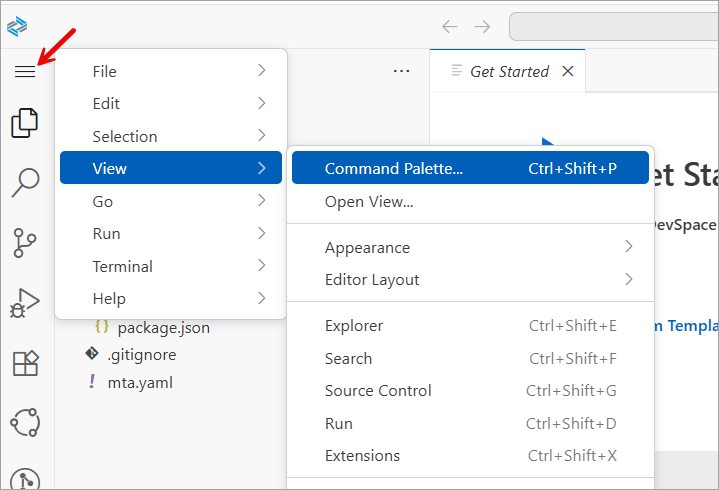 Get Started
File
Edit
Selection
View
Go
Run
Terminal
Help
Command Palette... Ctrl+Shift+P
Open View...
Appearance
Editor Layout
Explorer Ctrl+Shift+E
Search Ctrl+Shift+F
Source Control Ctrl+Shift+G
Run Ctrl+Shift+D
Extensions Ctrl+Shift+X
{ } package.json
.gitignore
! mta.yaml
et Sta
DevSpace
m Templa